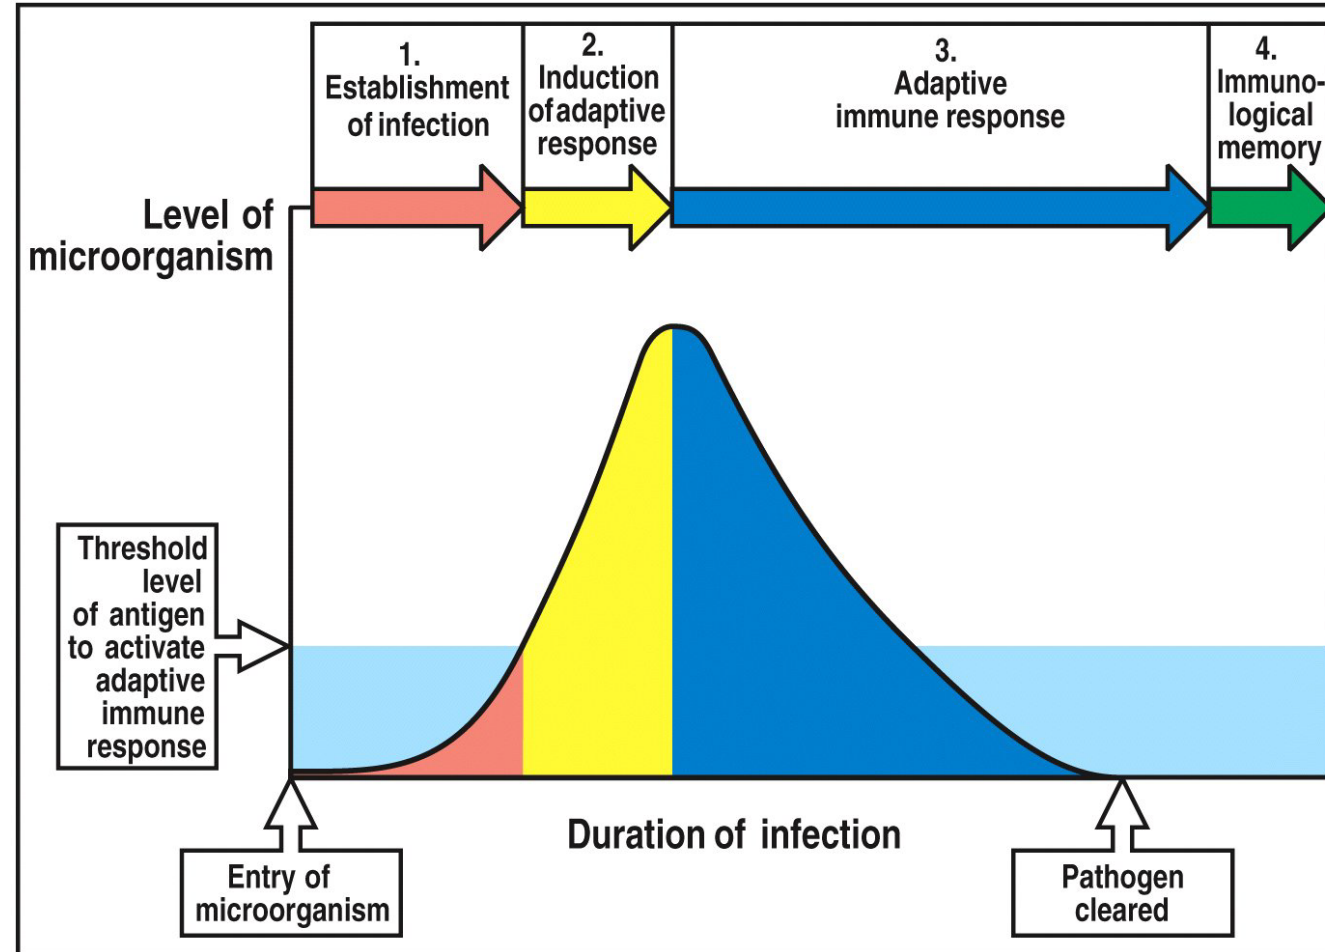 1.
Establishment
of infection
2.
Induction
of adaptive
response
3.
Adaptive
immune response
4.
Immuno-
logical
memory
Level of
microorganism
Threshold
level
of antigen
to activate
adaptive
immune
response
Duration of infection
Entry of
microorganism
Pathogen
cleared